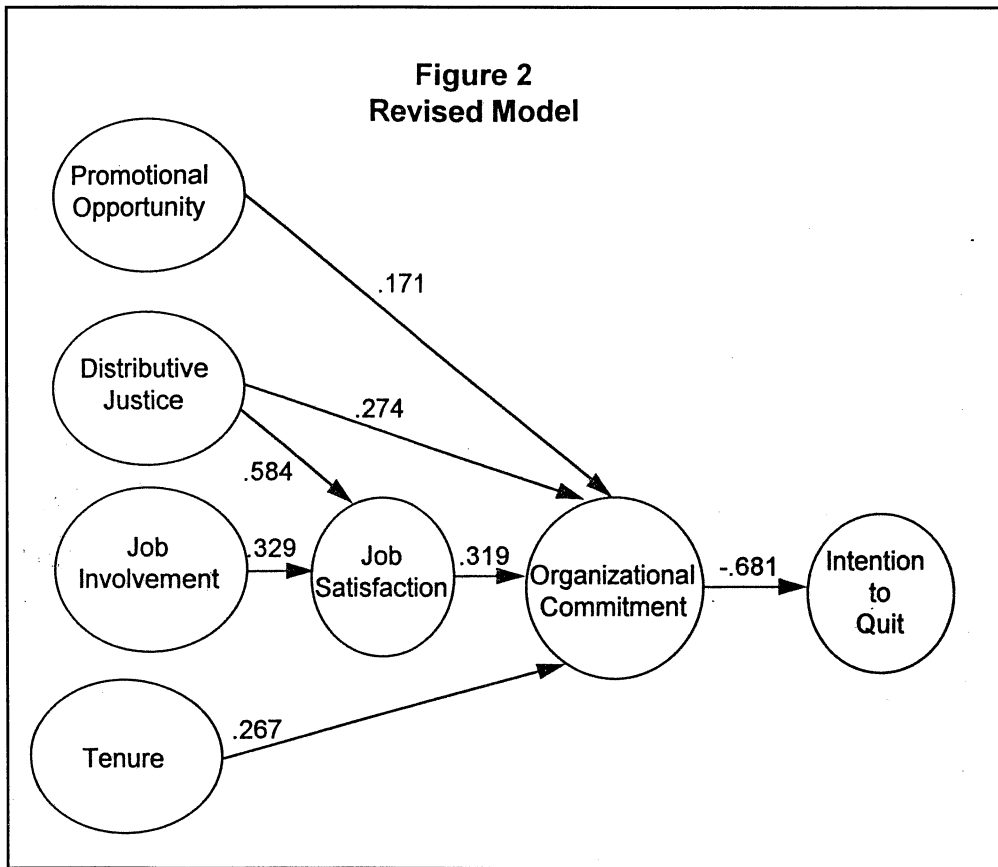 Figure 2
Revised Model
Promotional
Opportunity
.171
Distributive
Justice
.274
.584
Job
Involvement
.329
Job
Satisfaction
.319
Organizational
Commitment
-.681
Intention
to
Quit
.267
Tenure